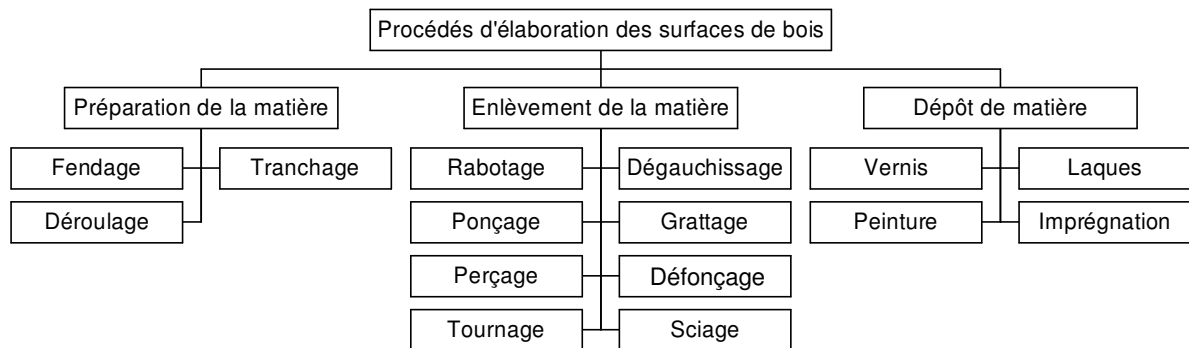 Procédés d'élaboration des surfaces de bois
Préparation de la matière
Enlèvement de la matière
Dépôt de matière
Fendage
Tranchage
Rabotage
Dégauchissage
Vernis
Laques
Déroulage
Ponçage
Grattage
Peinture
Imprégnation
Perçage
Défonçage
Tournage
Sciage